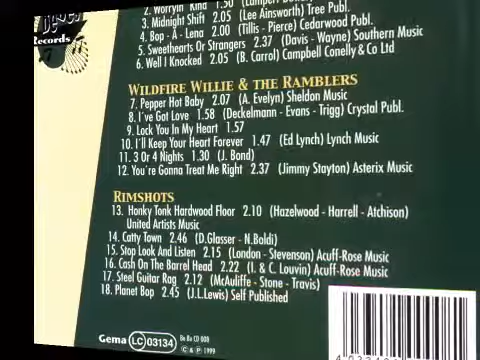 Records
2. Worryin' Kind 1.50
3. Midnight Shift 2.05 (Lee Ainsworth) Tree Publ.
4. Bop - A - Lena 2.00 (Tillis - Pierce) Cedarwood Publ.
5. Sweethearts Or Strangers 2.37 (Davis - Wayne) Southern Music
6. Well I Knocked 2.05 (B. Carrol) Campbell Conelly & Co Ltd
WILDFIRE WILLIE & THE RAMBLERS
7. Pepper Hot Baby 2.07 (A. Evelyn) Sheldon Music
8. I've Got Love 1.58 (Deckelmann - Evans - Trigg) Crystal Publ.
9. Lock You In My Heart 1.57
10. I'll Keep Your Heart Forever 1.47 (Ed Lynch) Lynch Music
11. 3 Or 4 Nights 1.30 (J. Bond)
12. You're Gonna Treat Me Right 2.37 (Jimmy Stayton) Asterix Music
RIMSHOTS
13. Honky Tonk Hardwood Floor 2.10 (Hazelwood - Harrell - Atchison)
United Artists Music
14. Catty Town 2.46 (D.Glasser - N.Boldi)
15. Stop Look And Listen 2.15 (London - Stevenson) Acuff-Rose Music
16. Cash On The Barrel Head 2.22 (I. & C. Louvin) Acuff-Rose Music
17. Steel Guitar Rag 2.12 (McAuliffe - Stone - Travis)
18. Planet Bop 2.45 (J.L.Lewis) Self Published
Gema LC 03134
Be Be CD 008
© & ℗ 1999